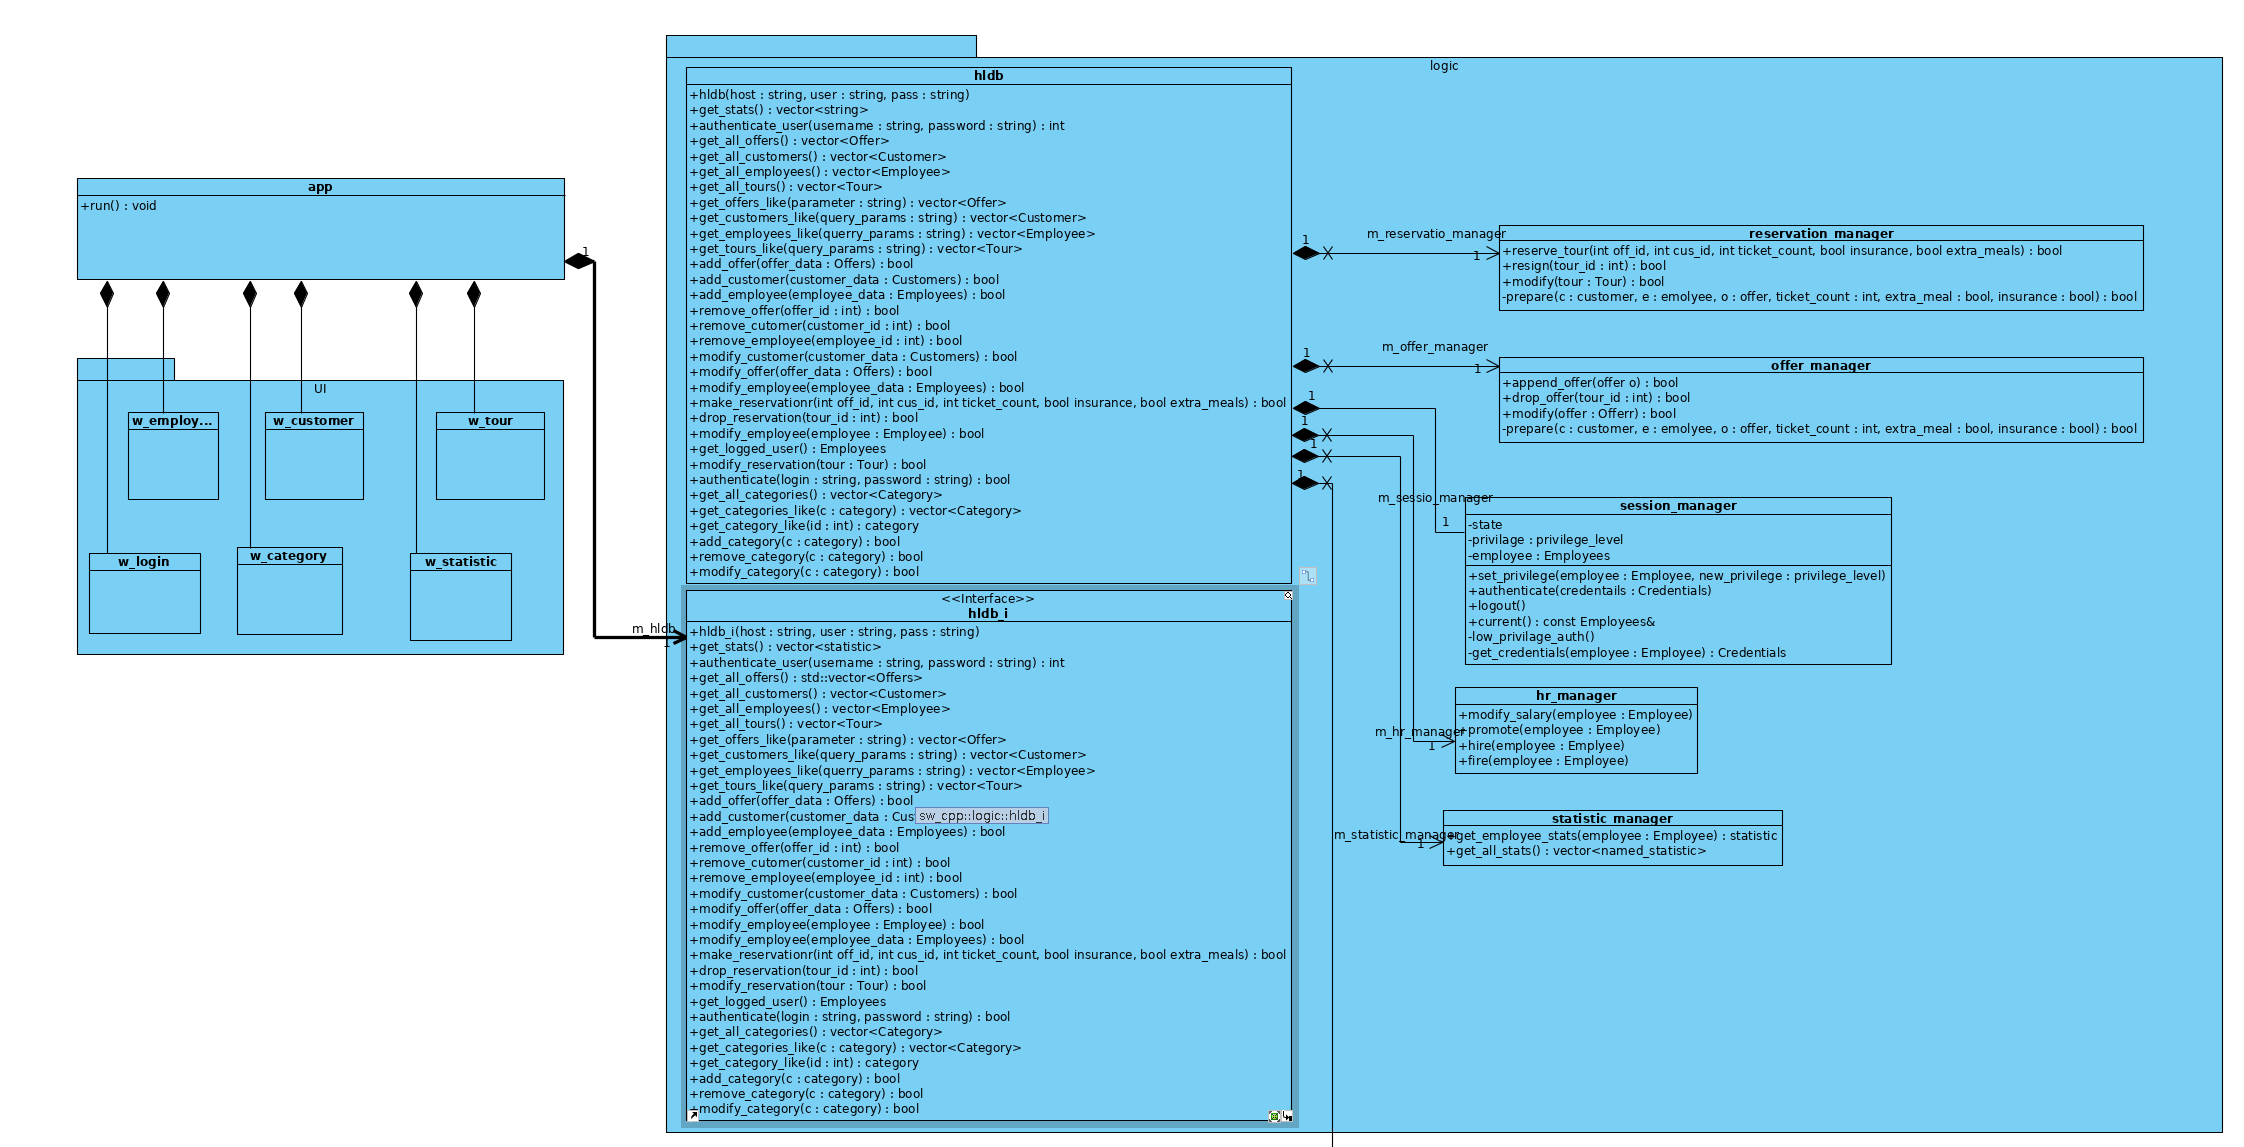 app
+run() : void
1
UI
w_employ...
w_customer
w_tour
w_login
w_category
w_statistic
m_hldb
1
logic
hldb
+hldb(host : string, user : string, pass : string)
+get_stats() : vector<string>
+authenticate_user(username : string, password : string) : int
+get_all_offers() : vector<Offer>
+get_all_customers() : vector<Customer>
+get_all_employees() : vector<Employee>
+get_all_tours() : vector<Tour>
+get_offers_like(parameter : string) : vector<Offer>
+get_customers_like(query_params : string) : vector<Customer>
+get_employees_like(querry_params : string) : vector<Employee>
+get_tours_like(query_params : string) : vector<Tour>
+add_offer(offer_data : Offers) : bool
+add_customer(customer_data : Customers) : bool
+add_employee(employee_data : Employees) : bool
+remove_offer(offer_id : int) : bool
+remove_cutomer(customer_id : int) : bool
+remove_employee(employee_id : int) : bool
+modify_customer(customer_data : Customers) : bool
+modify_offer(offer_data : Offers) : bool
+modify_employee(employee_data : Employees) : bool
+make_reservationr(int off_id, int cus_id, int ticket_count, bool insurance, bool extra_meals) : bool
+drop_reservation(tour_id : int) : bool
+modify_employee(employee : Employee) : bool
+get_logged_user() : Employees
+modify_reservation(tour : Tour) : bool
+authenticate(login : string, password : string) : bool
+get_all_categories() : vector<Category>
+get_categories_like(c : category) : vector<Category>
+get_category_like(id : int) : category
+add_category(c : category) : bool
+remove_category(c : category) : bool
+modify_category(c : category) : bool
<<Interface>>
hldb_i
+hldb_i(host : string, user : string, pass : string)
+get_stats() : vector<statistic>
+authenticate_user(username : string, password : string) : int
+get_all_offers() : std::vector<Offers>
+get_all_customers() : vector<Customer>
+get_all_employees() : vector<Employee>
+get_all_tours() : vector<Tour>
+get_offers_like(parameter : string) : vector<Offer>
+get_customers_like(query_params : string) : vector<Customer>
+get_employees_like(querry_params : string) : vector<Employee>
+get_tours_like(query_params : string) : vector<Tour>
+add_offer(offer_data : Offers) : bool
+add_customer(customer_data : Cus
sw_cpp::logic::hldb_i
+add_employee(employee_data : Employees) : bool
+remove_offer(offer_id : int) : bool
+remove_cutomer(customer_id : int) : bool
+remove_employee(employee_id : int) : bool
+modify_customer(customer_data : Customers) : bool
+modify_offer(offer_data : Offers) : bool
+modify_employee(employee : Employee) : bool
+modify_employee(employee_data : Employees) : bool
+make_reservationr(int off_id, int cus_id, int ticket_count, bool insurance, bool extra_meals) : bool
+drop_reservation(tour_id : int) : bool
+modify_reservation(tour : Tour) : bool
+get_logged_user() : Employees
+authenticate(login : string, password : string) : bool
+get_all_categories() : vector<Category>
+get_categories_like(c : category) : vector<Category>
+get_category_like(id : int) : category
+add_category(c : category) : bool
+remove_category(c : category) : bool
+modify_category(c : category) : bool
1
m_reservatio_manager
1
reservation_manager
+reserve_tour(int off_id, int cus_id, int ticket_count, bool insurance, bool extra_meals) : bool
+resign(tour_id : int) : bool
+modify(tour : Tour) : bool
-prepare(c : customer, e : emolyee, o : offer, ticket_count : int, extra_meal : bool, insurance : bool) : bool
1
m_offer_manager
1
offer_manager
+append_offer(offer o) : bool
+drop_offer(tour_id : int) : bool
+modify(offer : Offerr) : bool
-prepare(c : customer, e : emolyee, o : offer, ticket_count : int, extra_meal : bool, insurance : bool) : bool
1
1
1
1
m_sessio_manager
1
session_manager
-state
-privilage : privilege_level
-employee : Employees
+set_privilege(employee : Employee, new_privilege : privilege_level)
+authenticate(credentails : Credentials)
+logout()
+current() : const Employees&
-low_privilage_auth()
-get_credentials(employee : Employee) : Credentials
m_hr_manager
1
hr_manager
+modify_salary(employee : Employee)
+promote(employee : Employee)
+hire(employee : Emplyee)
+fire(employee : Employee)
m_statistic_manager
1
statistic_manager
+get_employee_stats(employee : Employee) : statistic
+get_all_stats() : vector<named_statistic>